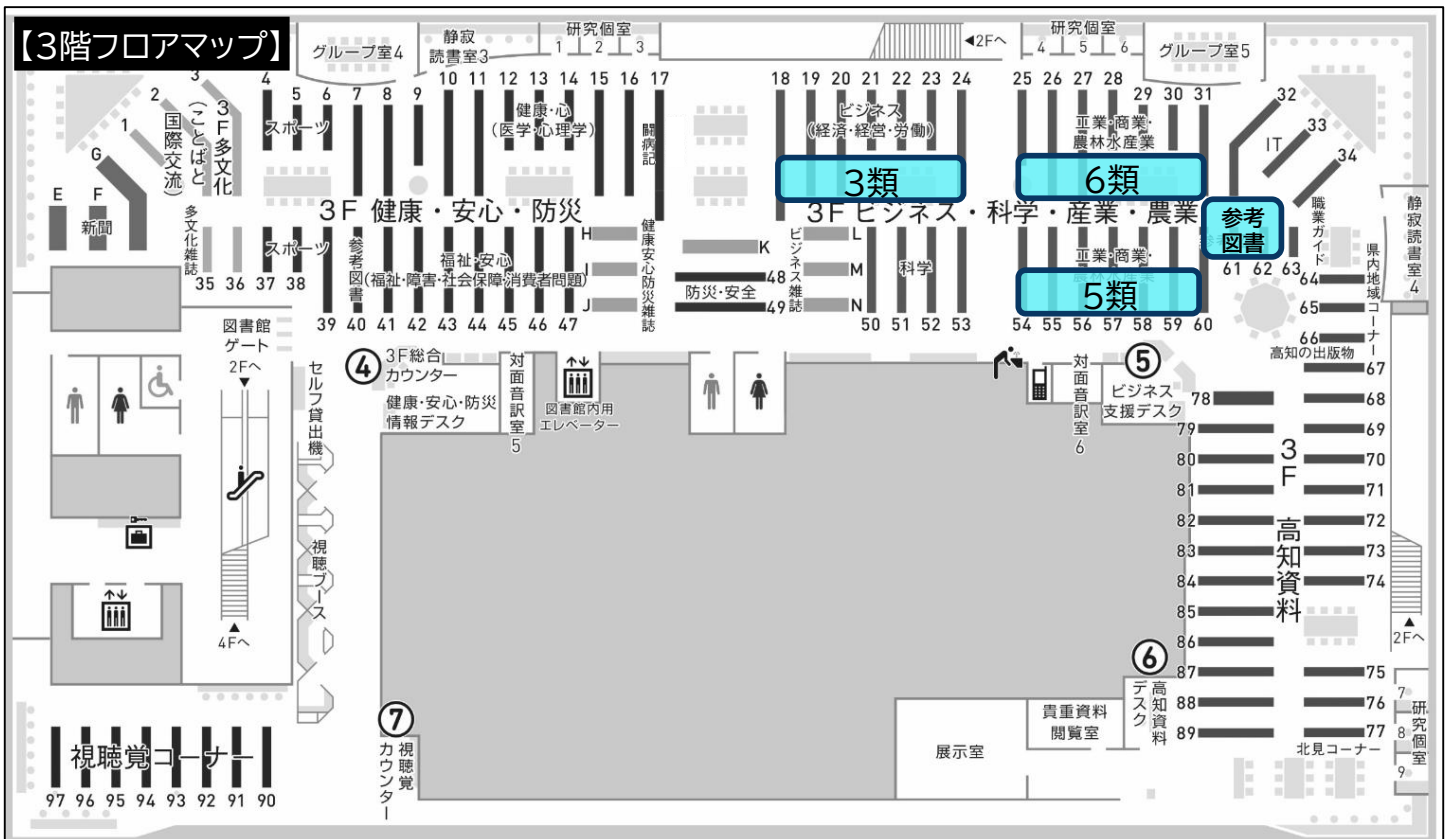 【3階フロアマップ】
グループ室4
静寂
読書室3
研究個室
1 2 3
◀2Fへ
研究個室
4 5 6
グループ室5
1
2
3
4
5
6
7
8
9
10
11
12
13
14
15
16
17
18
19
20
21
22
23
24
25
26
27
28
29
30
31
32
33
34
国際交流
3F多文化
(ことばと
)
スポーツ
健康・心
(医学・心理学)
闘病記
ビジネス
(経済・経営・労働)
工業・商業・
農林水産業
IT
G
E
F
新聞
3類
6類
3F 健康・安心・防災
3F ビジネス・科学・産業・農業
参考
図書
職業ガイド
静寂読書室4
多文化雑誌
スポーツ
参考図書
福祉・安心
(福祉・障害・社会保障・消費者問題)
H
I
J
健康安心防災雑誌
K
48
防災・安全
49
ビジネス雑誌
L
M
N
科学
工業・商業・
5類
61
62
63
県内地域コーナー
64
65
66
高知の出版物
35
36
37
38
39
40
41
42
43
44
45
46
47
50
51
52
53
54
55
56
57
58
59
60
図書館
ゲート
2Fへ
▼
セルフ貸出機
④
3F総合
カウンター
健康・安心・防災
情報デスク
対面音訳室5
図書館内用
エレベーター
対面音訳室6
⑤
ビジネス
支援デスク
67
68
69
70
71
72
73
74
75
76
77
78
79
80
81
82
83
84
85
86
87
88
89
3F 高知資料
視聴ブース
▲
4Fへ
▲
2Fへ
⑥
高知資料
デスク
貴重資料
閲覧室
展示室
北見コーナー
研究個室
7
8
9
⑦
視聴覚
カウンター
視聴覚コーナー
97 96 95 94 93 92 91 90